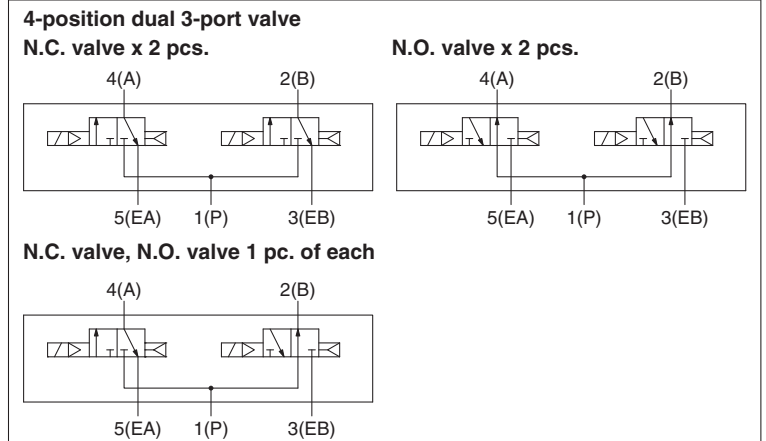 4-position dual 3-port valve
N.C. valve x 2 pcs.
4(A) 2(B)
5(EA) 1(P) 3(EB)
N.O. valve x 2 pcs.
4(A) 2(B)
5(EA) 1(P) 3(EB)
N.C. valve, N.O. valve 1 pc. of each
4(A) 2(B)
5(EA) 1(P) 3(EB)